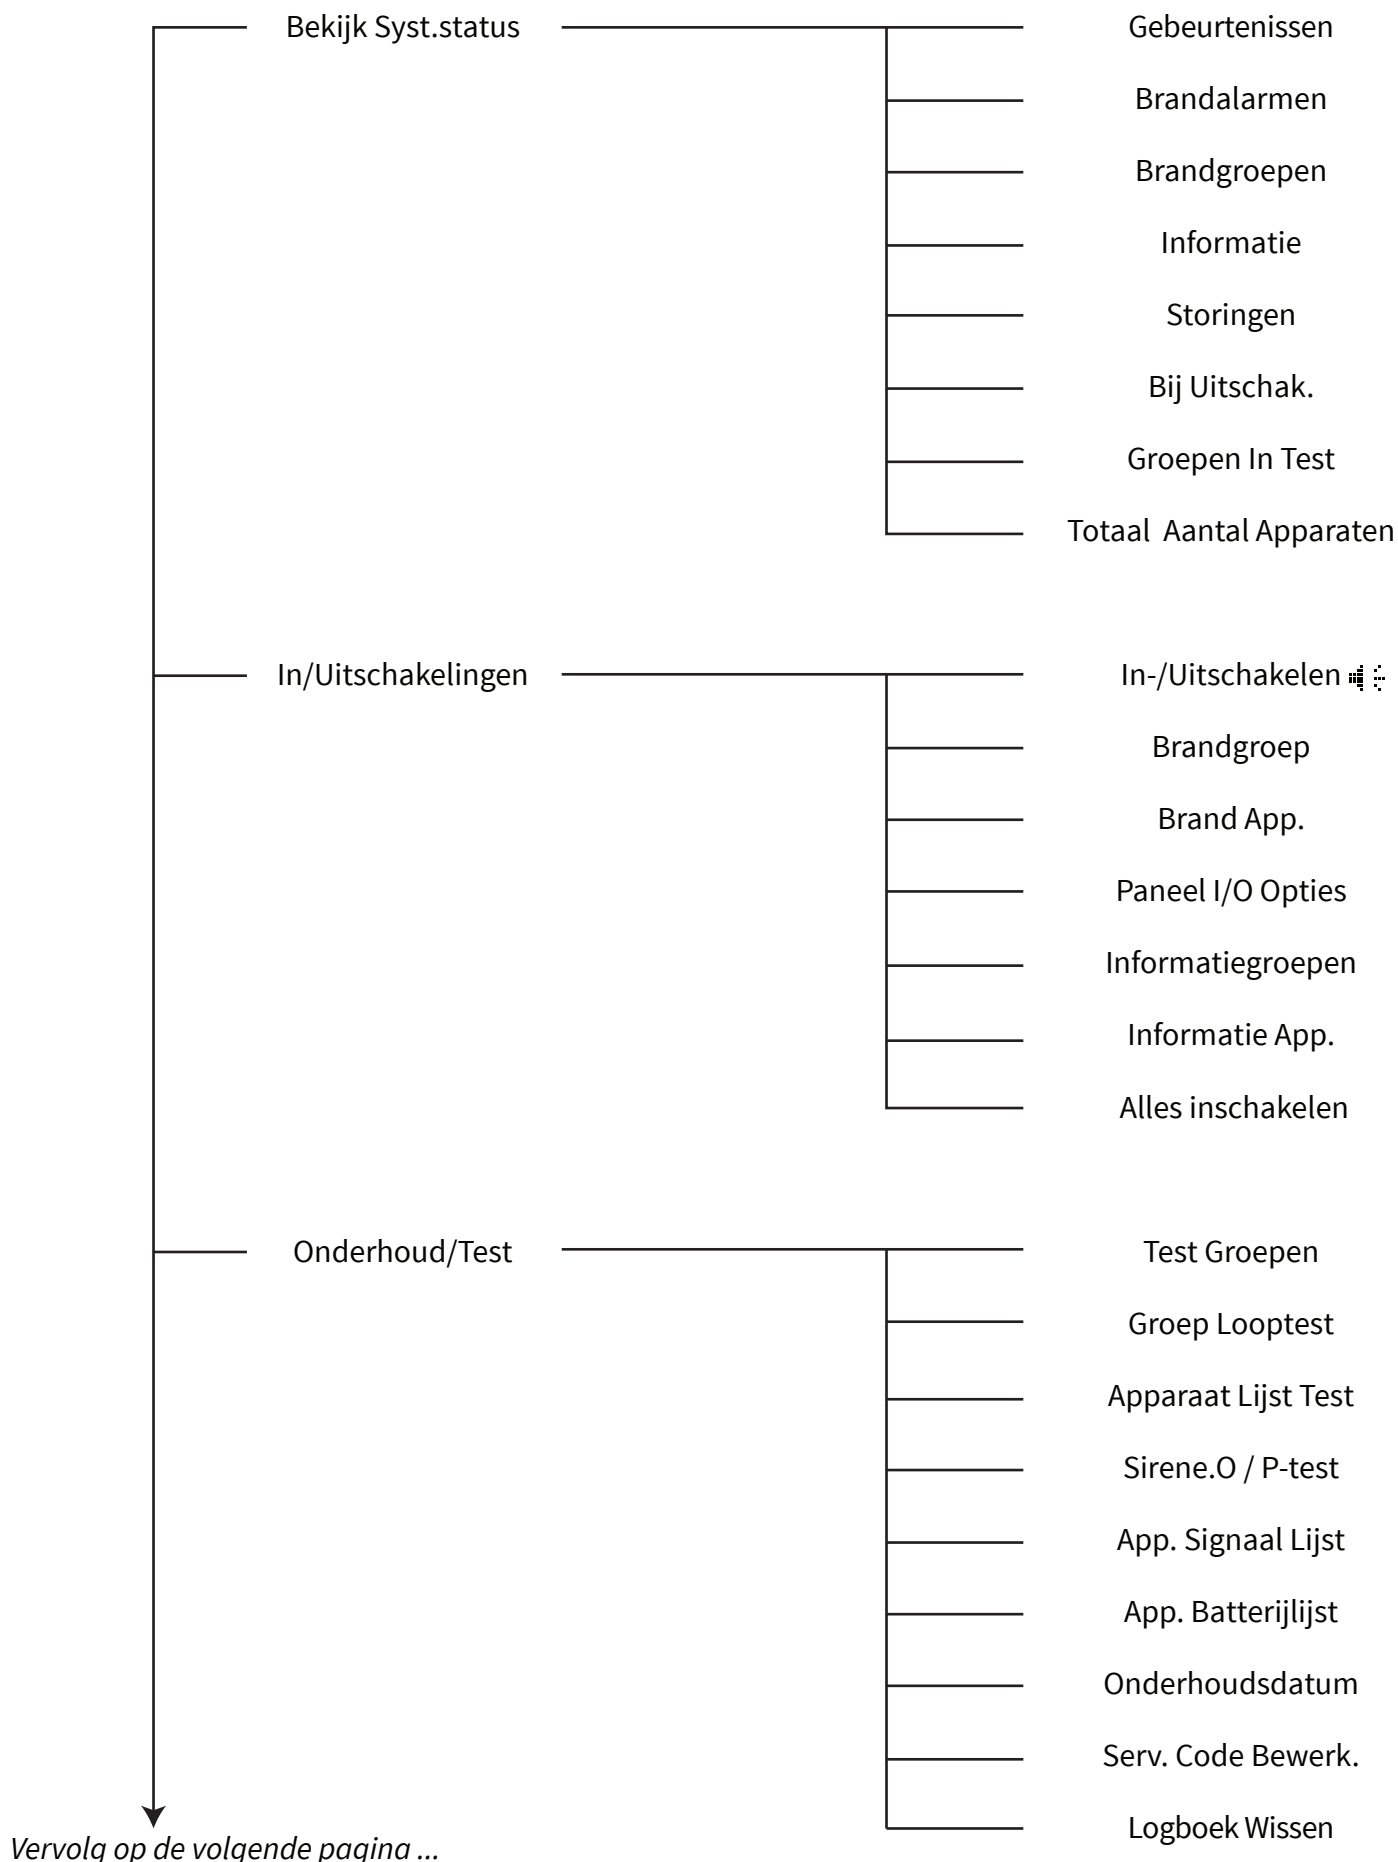 Bekijk Syst.status
Gebeurtenissen
Brandalarmen
Brandgroepen
Informatie
Storingen
Bij Uitschak.
Groepen In Test
Totaal Aantal Apparaten
In/Uitschakelingen
In-/Uitschakelen
Brandgroep
Brand App.
Paneel I/O Opties
Informatiegroepen
Informatie App.
Alles inschakelen
Onderhoud/Test
Test Groepen
Groep Looptest
Apparaat Lijst Test
Sirene.O / P-test
App. Signaal Lijst
App. Batterijlijst
Onderhoudsdatum
Serv. Code Bewerk.
Logboek Wissen
Vervolg op de volgende pagina ...